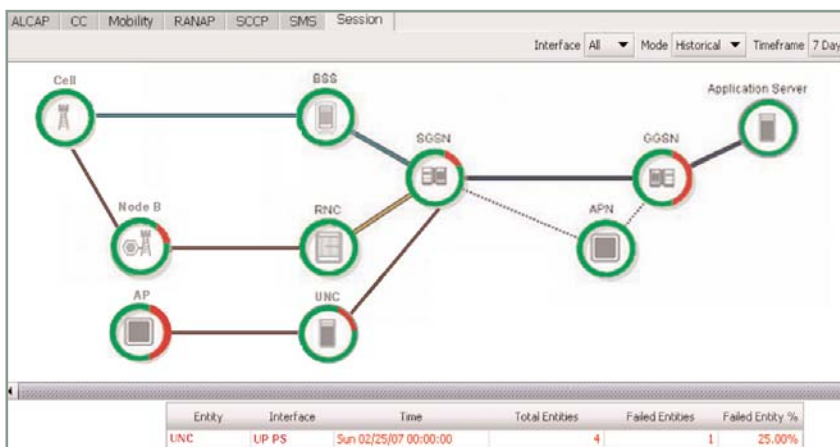 ALCAP CC Mobility RANAP SCCP SMS Session
Interface All Mode Historical Timeframe 7 Day
Cell
BSS
Application Server
SGSN
GGSN
Node B
RNC
APN
AP
UNC
Entity Interface Time Total Entities Failed Entities Failed Entity %
UNC UP PS Sun 02/25/07 00:00:00 4 1 25.00%